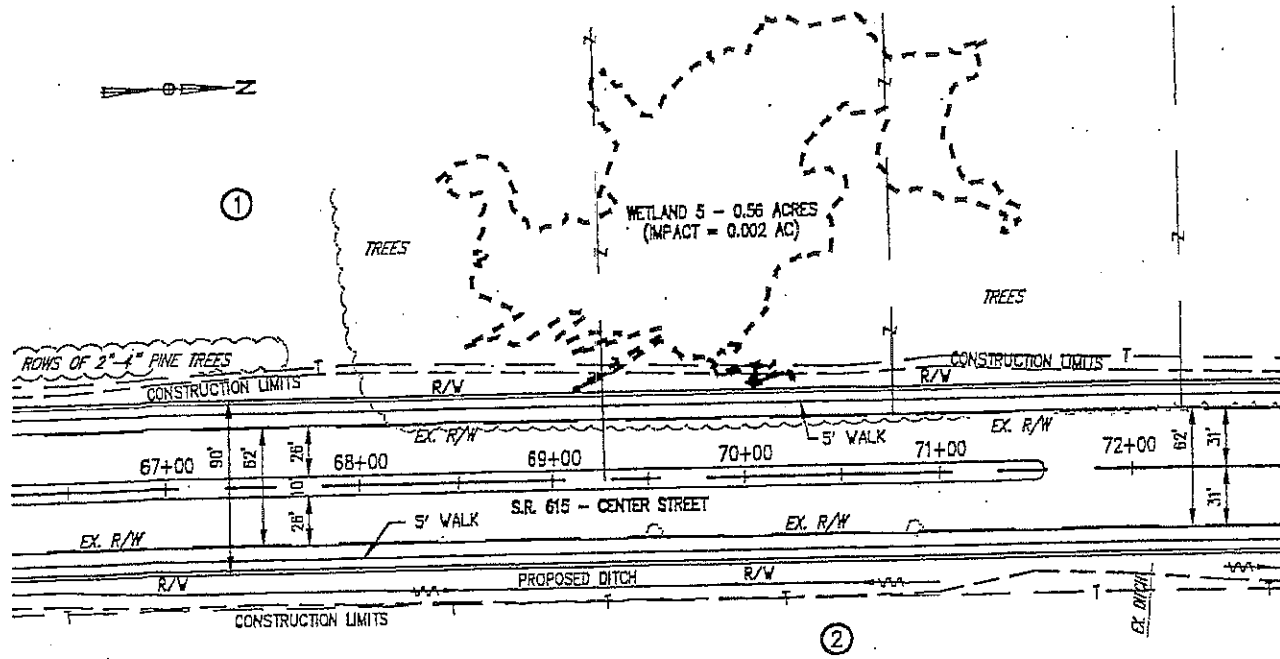 N
1
WETLAND 5 - 0.56 ACRES
(IMPACT = 0.002 AC)
TREES
TREES
ROWS OF 2"-4" PINE TREES
CONSTRUCTION LIMITS
T
R/W
CONSTRUCTION LIMITS
T
R/W
EX. R/W
5' WALK
EX. R/W
67+00
68+00
69+00
70+00
71+00
72+00
90'
62'
26'
10'
26'
62'
31'
31'
S.R. 615 - CENTER STREET
5' WALK
EX. R/W
EX. R/W
R/W
PROPOSED DITCH
R/W
T
T
T
T
T
T
CONSTRUCTION LIMITS
EX. DITCH
2